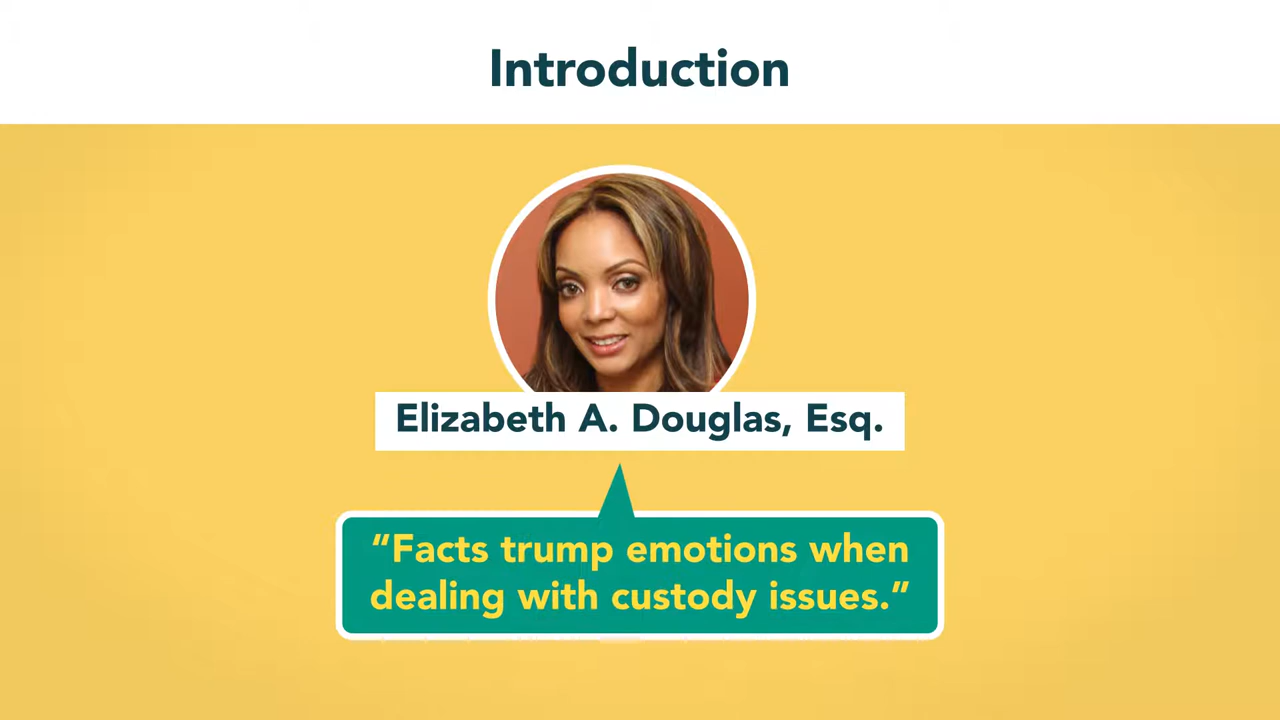 Introduction
Elizabeth A. Douglas, Esq.
“Facts trump emotions when
dealing with custody issues.”